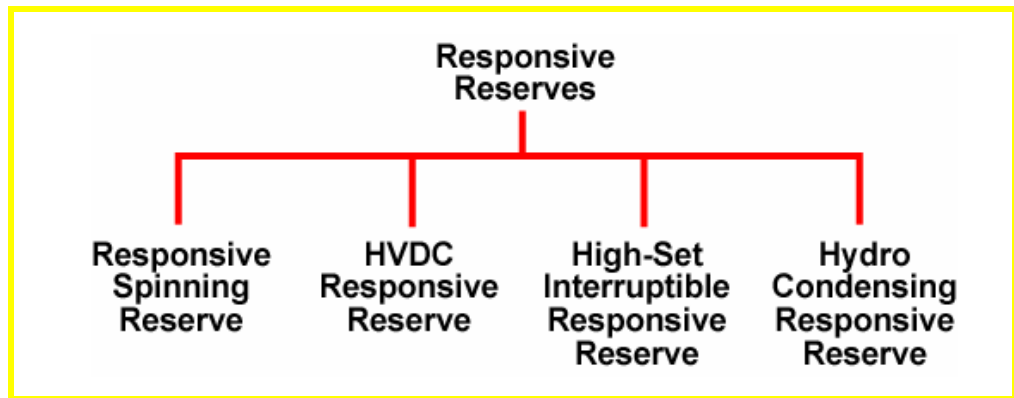 Responsive
Reserves
Responsive
Spinning
Reserve
HVDC
Responsive
Reserve
High-Set
Interruptible
Responsive
Reserve
Hydro
Condensing
Responsive
Reserve